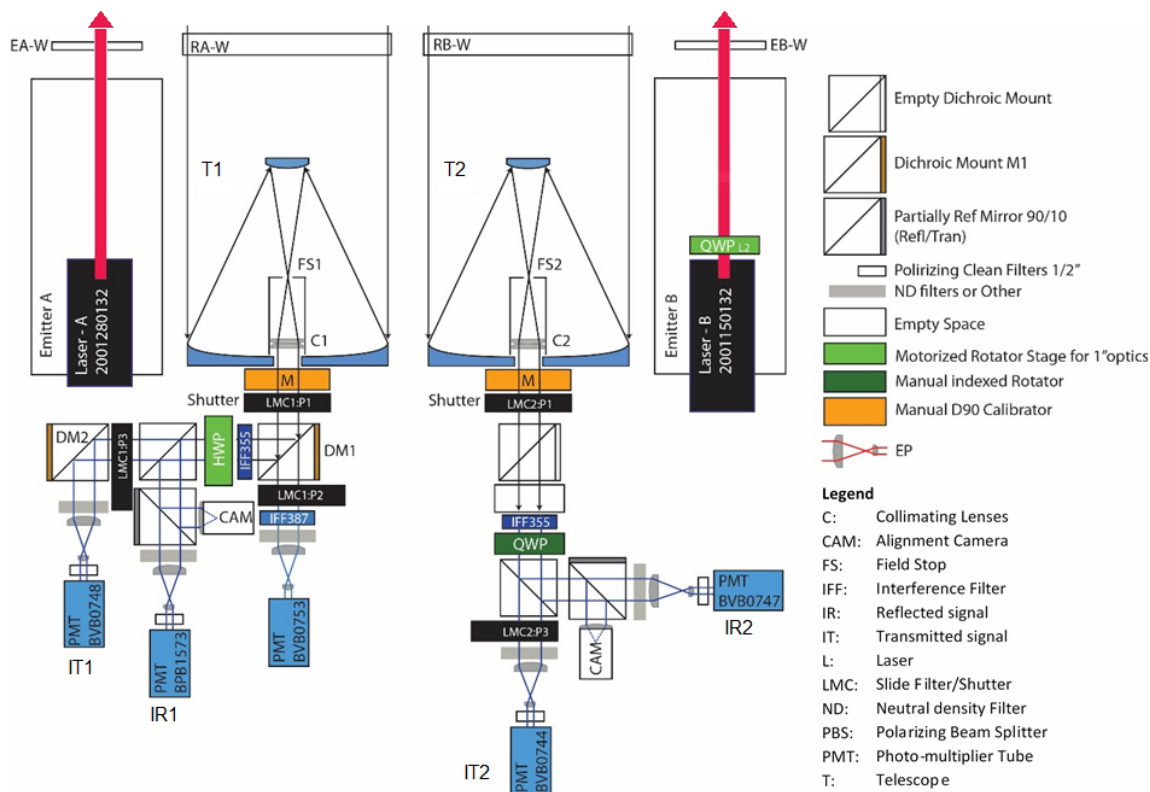 EA-W
RA-W
RB-W
EB-W
T1
T2
Emitter A
Laser - A
2001280132
FS1
C1
FS2
C2
QWP L2
Emitter B
Laser - B
2001150132
M
Shutter
LMC1:P1
M
Shutter
LMC2:P1
DM2
LMC1:P3
HWP
IFF355
DM1
LMC1:P2
CAM
IFF387
PMT
BVB0748
IT1
PMT
BPB1573
IR1
PMT
BVB0753
IFF355
QWP
LMC2:P3
CAM
PMT
BVB0747
IR2
IT2
PMT
BVB0744
Empty Dichroic Mount
Dichroic Mount M1
Partially Ref Mirror 90/10
(Refl/Tran)
Polirizing Clean Filters 1/2”
ND filters or Other
Empty Space
Motorized Rotator Stage for 1”optics
Manual indexed Rotator
Manual D90 Calibrator
EP
Legend
C: Collimating Lenses
CAM: Alignment Camera
FS: Field Stop
IFF: Interference Filter
IR: Reflected signal
IT: Transmitted signal
L: Laser
LMC: Slide Filter/Shutter
ND: Neutral density Filter
PBS: Polarizing Beam Splitter
PMT: Photo-multiplier Tube
T: Telescope